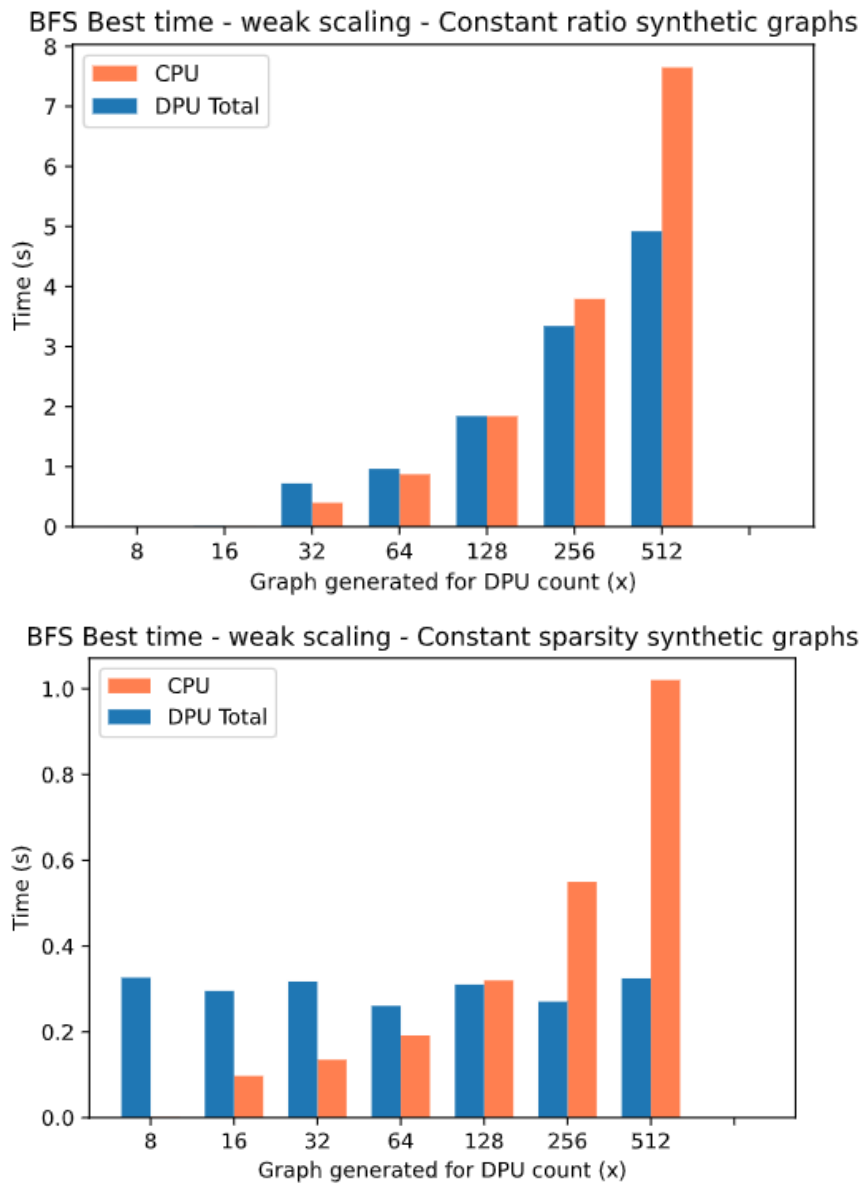 BFS Best time - weak scaling - Constant ratio synthetic graphs
8
7
6
5
4
3
2
1
0
Time (s)
CPU
DPU Total
8 16 32 64 128 256 512
Graph generated for DPU count (x)
BFS Best time - weak scaling - Constant sparsity synthetic graphs
1.0
0.8
0.6
0.4
0.2
0.0
Time (s)
CPU
DPU Total
8 16 32 64 128 256 512
Graph generated for DPU count (x)